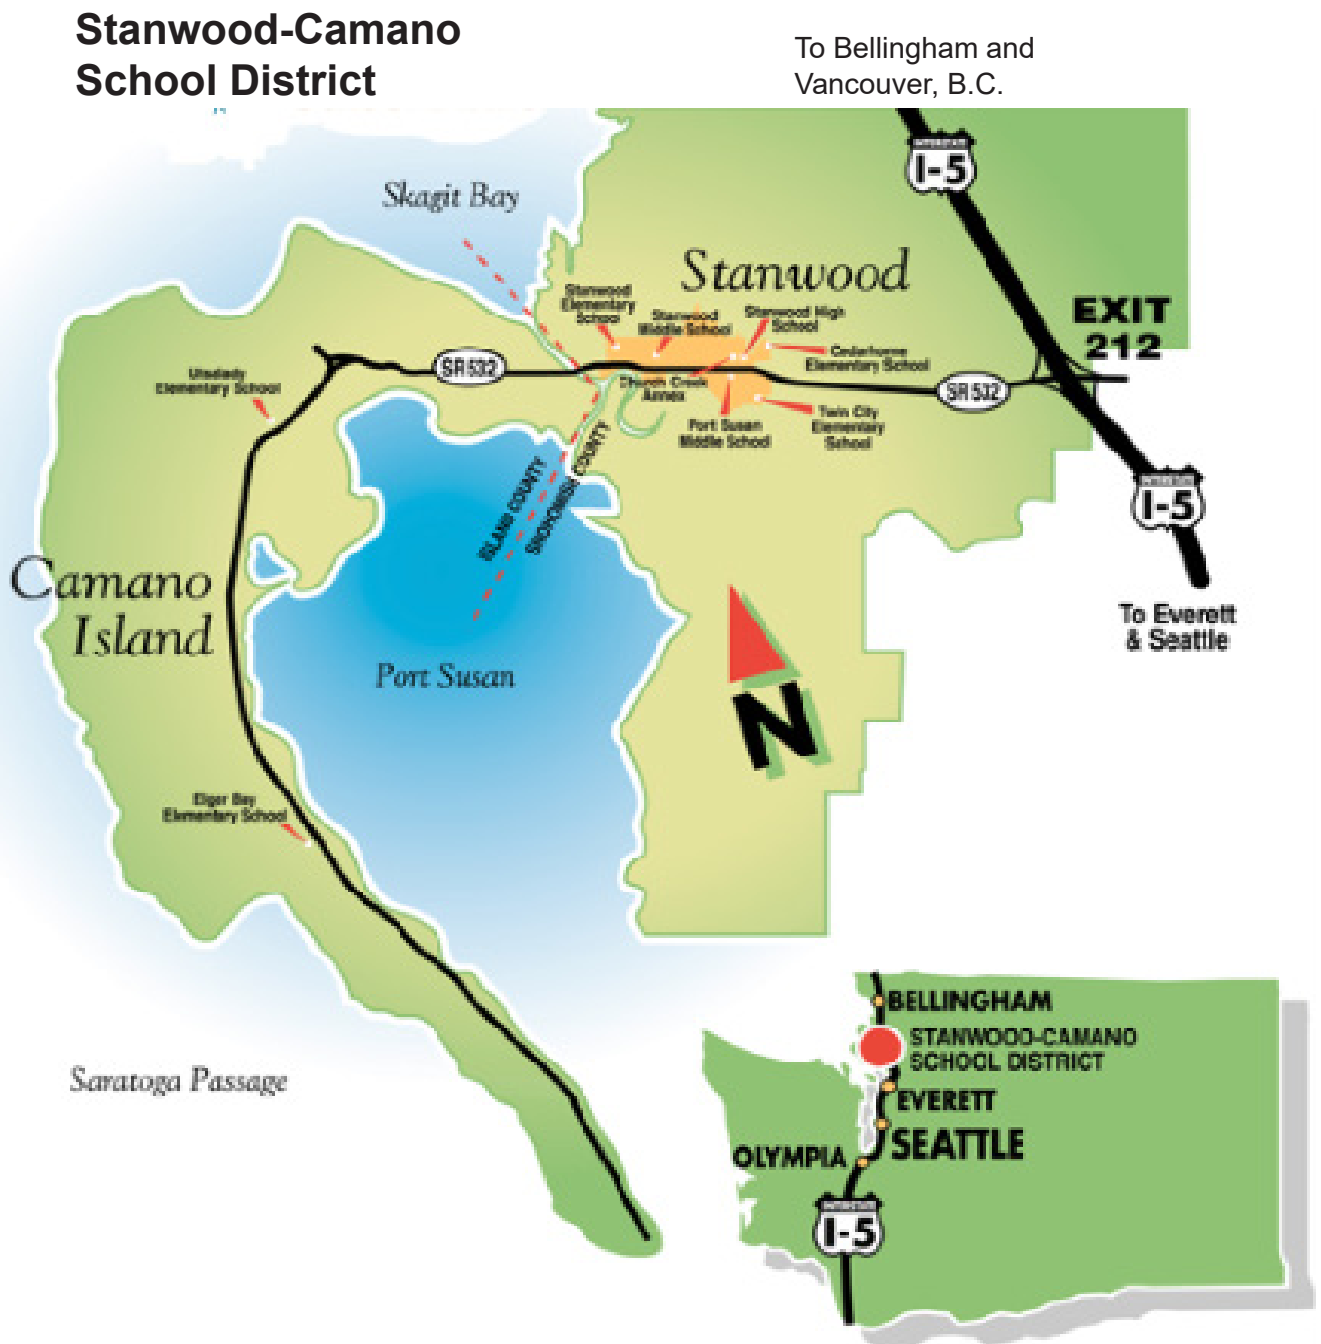 Stanwood-Camano
School District
To Bellingham and
Vancouver, B.C.
INTERSTATE
I-5
Skagit Bay
Stanwood
Stanwood
Elementary
School
Stanwood
Middle School
Stanwood High
School
EXIT
212
Cedarhome
Elementary School
SR 532
Utsalady
Elementary School
Church Creek
Annex
SR 532
Twin City
Elementary
School
Port Susan
Middle School
ISLAND COUNTY
SNOHOMISH COUNTY
INTERSTATE
I-5
Camano
Island
To Everett
& Seattle
Port Susan
N
Elger Bay
Elementary School
Saratoga Passage
BELLINGHAM
STANWOOD-CAMANO
SCHOOL DISTRICT
EVERETT
SEATTLE
OLYMPIA
INTERSTATE
I-5